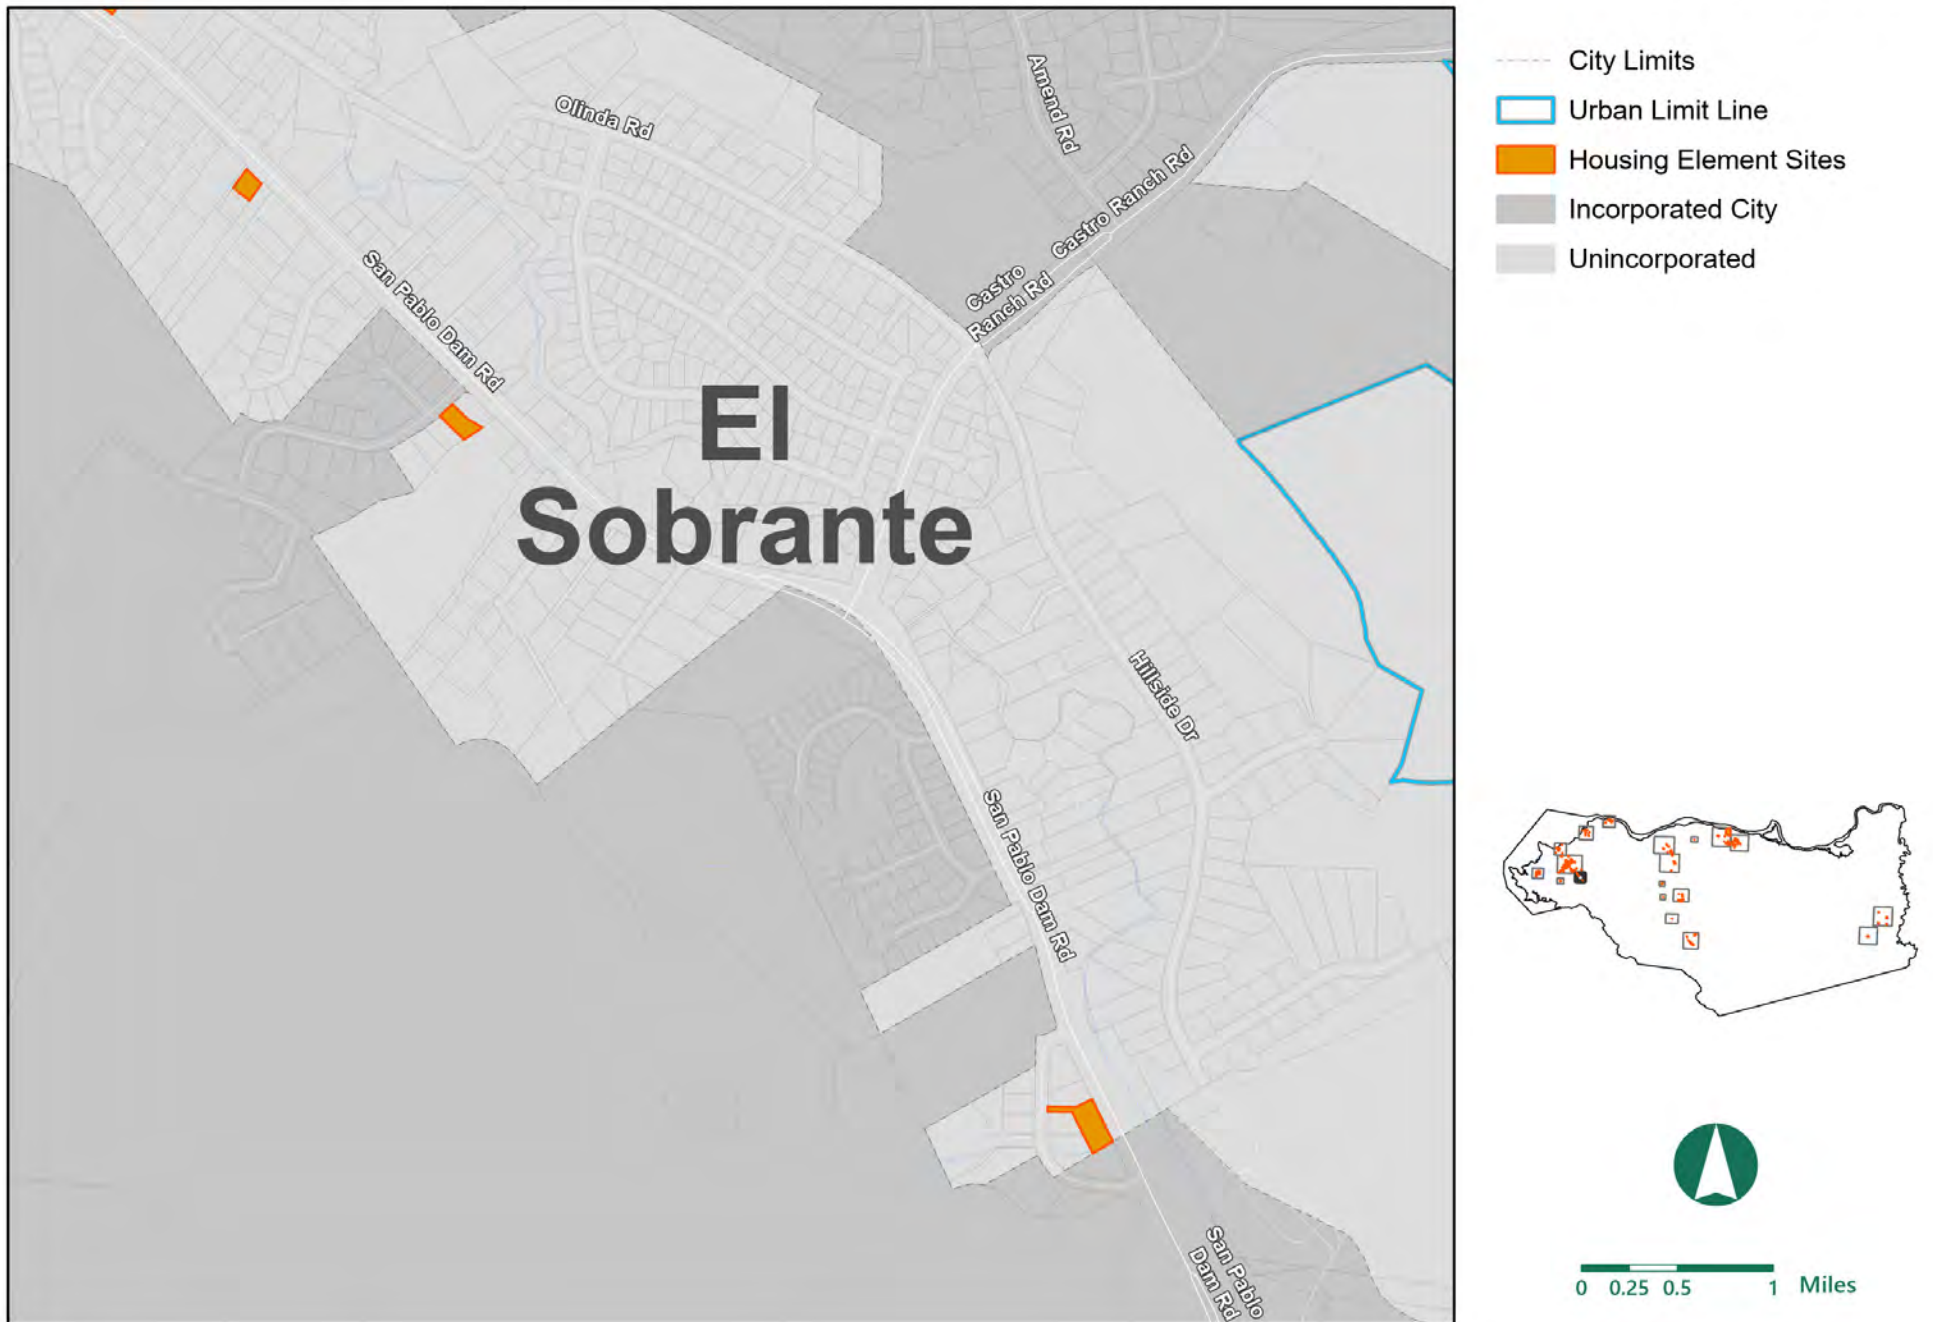 Olinda Rd
Amend Rd
Castro Ranch Rd
Castro
Ranch Rd
San Pablo Dam Rd
El
Sobrante
Hillside Dr
San Pablo Dam Rd
San Pablo
Dam Rd
City Limits
Urban Limit Line
Housing Element Sites
Incorporated City
Unincorporated
0 0.25 0.5 1 Miles